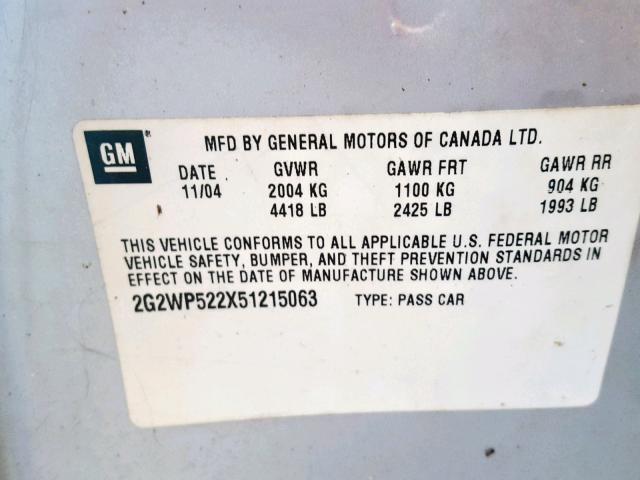 GM
MFD BY GENERAL MOTORS OF CANADA LTD.
DATE GVWR GAWR FRT GAWR RR
11/04 2004 KG 1100 KG 904 KG
4418 LB 2425 LB 1993 LB
THIS VEHICLE CONFORMS TO ALL APPLICABLE U.S. FEDERAL MOTOR
VEHICLE SAFETY, BUMPER, AND THEFT PREVENTION STANDARDS IN
EFFECT ON THE DATE OF MANUFACTURE SHOWN ABOVE.
2G2WP522X51215063 TYPE: PASS CAR